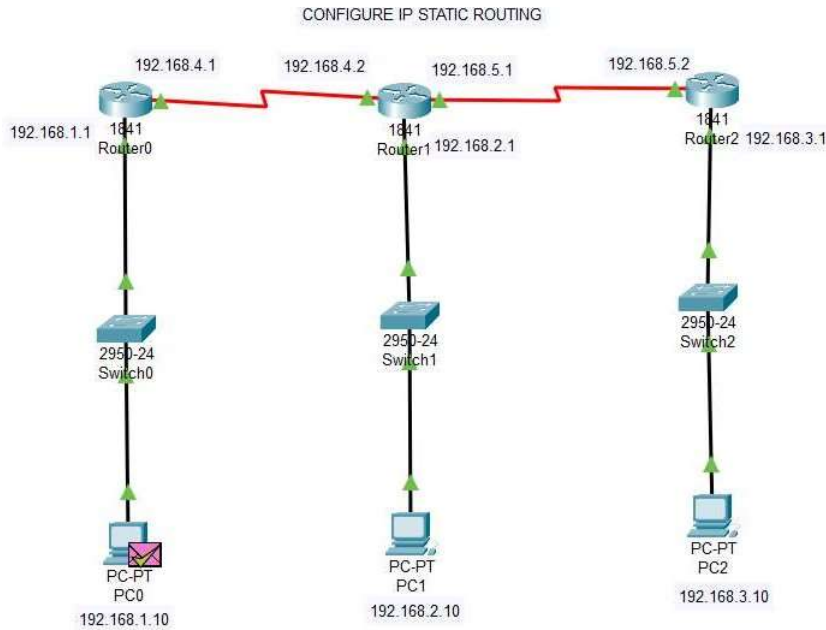 CONFIGURE IP STATIC ROUTING
192.168.4.1
192.168.4.2
192.168.5.1
192.168.5.2
192.168.1.1
1841
Router0
1841
Router1
192.168.2.1
1841
Router2
192.168.3.1
2950-24
Switch0
2950-24
Switch1
2950-24
Switch2
PC-PT
PC0
192.168.1.10
PC-PT
PC1
192.168.2.10
PC-PT
PC2
192.168.3.10